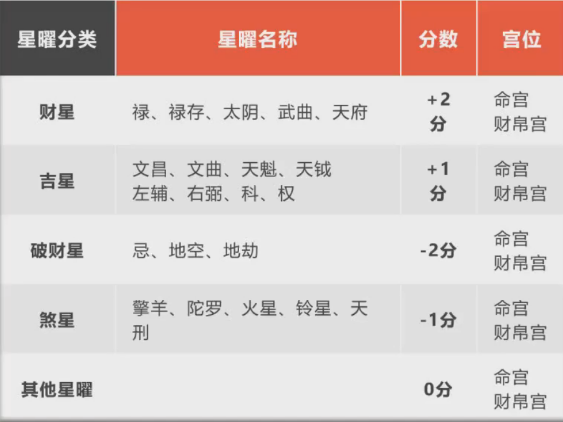 星曜分类 星曜名称 分数 宫位
财星 禄、禄存、太阴、武曲、天府 +2分 命宫
财帛宫
吉星 文昌、文曲、天魁、天钺
左辅、右弼、科、权 +1分 命宫
财帛宫
破财星 忌、地空、地劫 -2分 命宫
财帛宫
煞星 擎羊、陀罗、火星、铃星、天
刑 -1分 命宫
财帛宫
其他星曜 0分 命宫
财帛宫